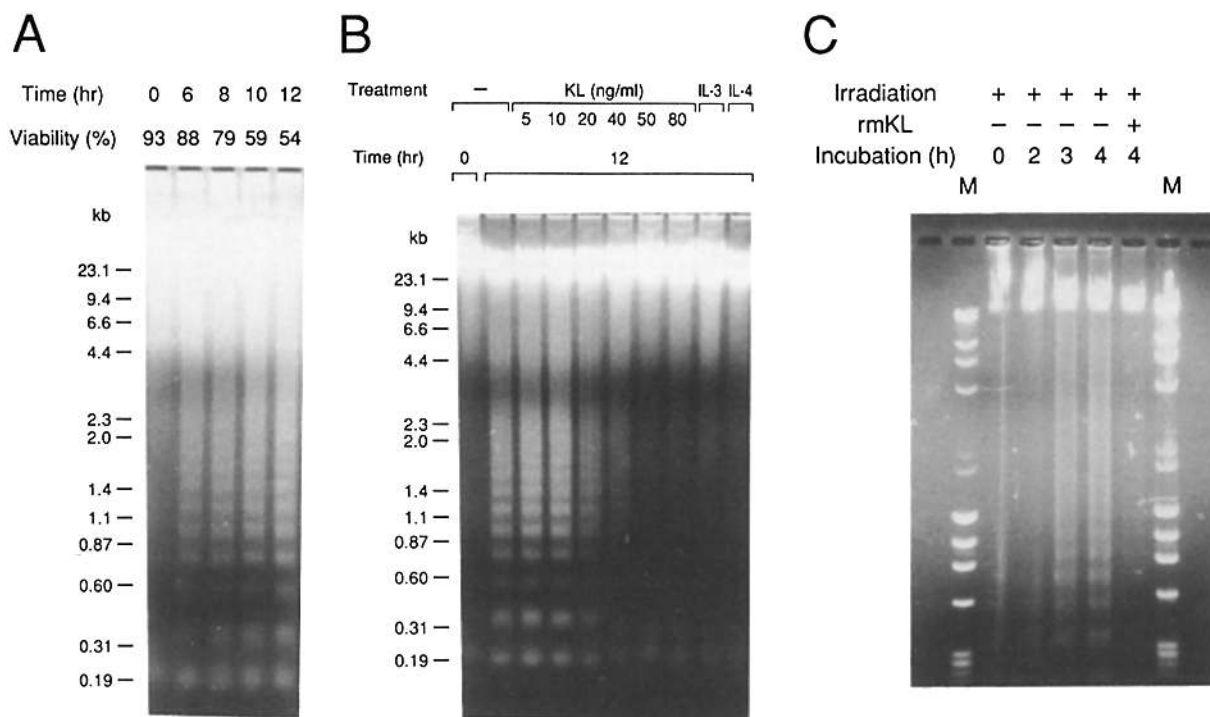 A
Time (hr) 0 6 8 10 12
Viability (%) 93 88 79 59 54
kb
23.1
9.4
6.6
4.4
2.3
2.0
1.4
1.1
0.87
0.60
0.31
0.19
B
Treatment – KL (ng/ml) IL-3 IL-4
5 10 20 40 50 80
Time (hr) 0 12
kb
23.1
9.4
6.6
4.4
2.3
2.0
1.4
1.1
0.87
0.60
0.31
0.19
C
Irradiation + + + + +
rmKL – – – – +
Incubation (h) 0 2 3 4 4
M M